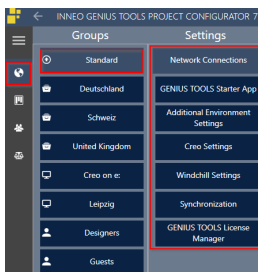 INNEO GENIUS TOOLS PROJECT CONFIGURATOR 7
Groups
Settings
Standard
Deutschland
Schweiz
United Kingdom
Creo on e:
Leipzig
Designers
Guests
Network Connections
GENIUS TOOLS Starter App
Additional Environment
Settings
Creo Settings
Windchill Settings
Synchronization
GENIUS TOOLS License
Manager